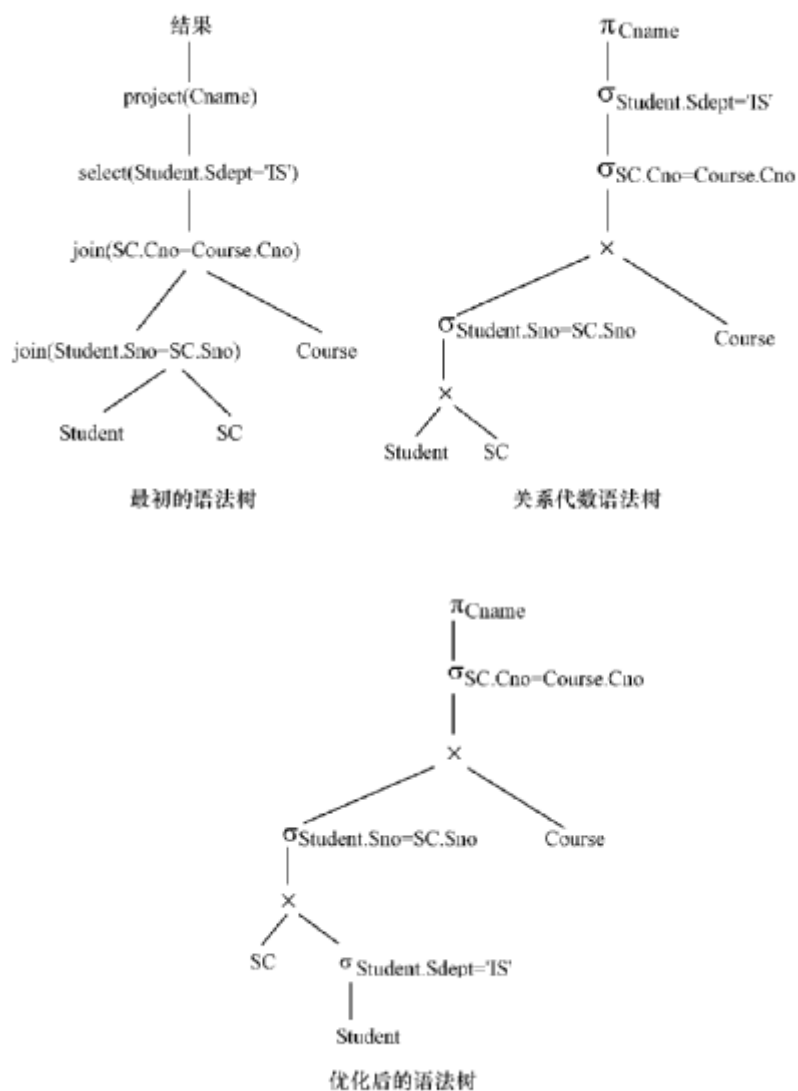 结果
project(Cname)
select(Student.Sdept='IS')
join(SC.Cno=Course.Cno)
join(Student.Sno=SC.Sno)
Course
Student
SC
最初的语法树
πCname
σStudent.Sdept='IS'
σSC.Cno=Course.Cno
×
σStudent.Sno=SC.Sno
Course
×
Student
SC
关系代数语法树
πCname
σSC.Cno=Course.Cno
×
σStudent.Sno=SC.Sno
Course
×
SC
σStudent.Sdept='IS'
Student
优化后的语法树